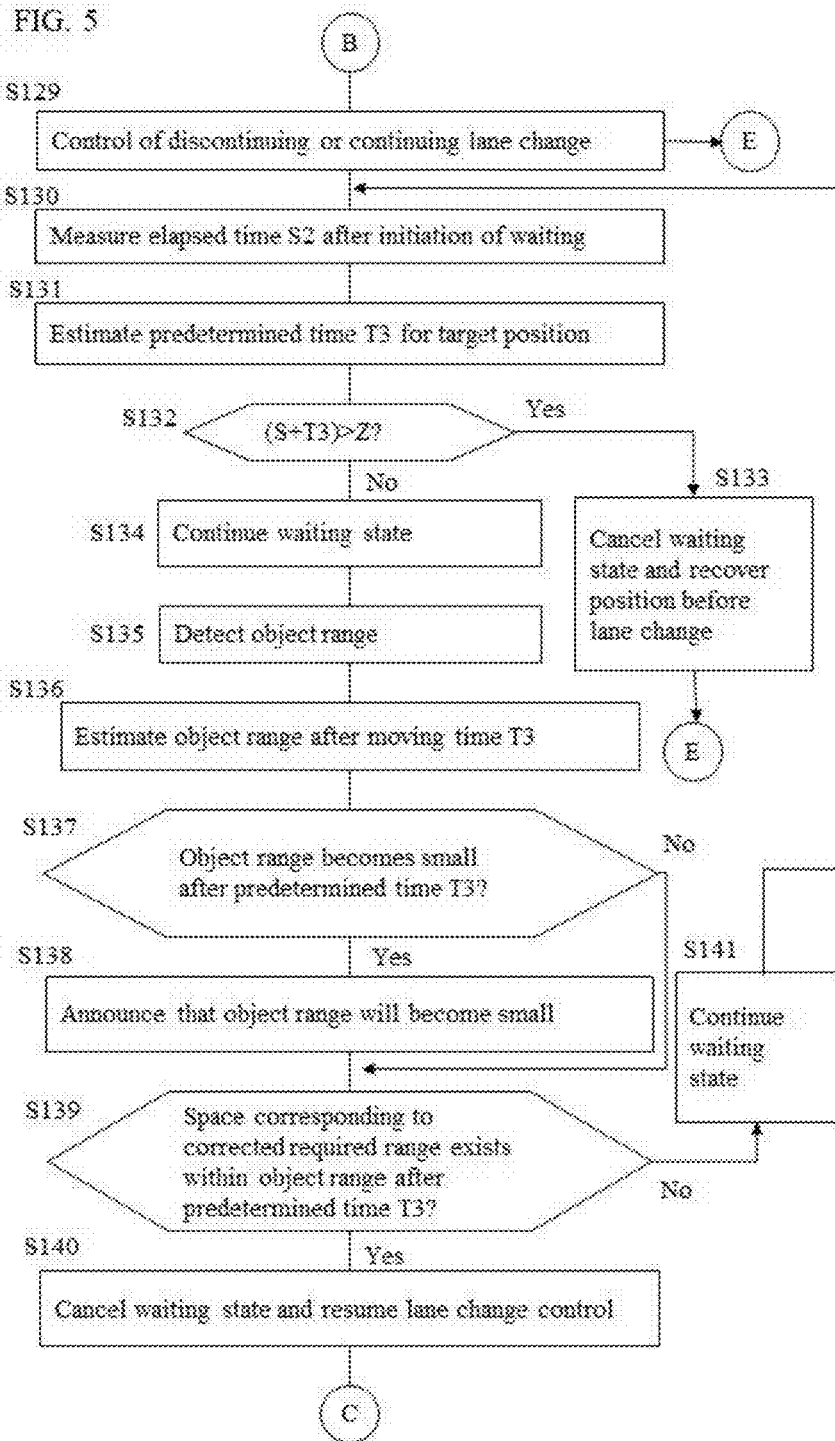 FIG. 5
B
S129
Control of discontinuing or continuing lane change
E
S130
Measure elapsed time S2 after initiation of waiting
S131
Estimate predetermined time T3 for target position
S132
(S+T3)>Z?
Yes
No
S133
Cancel waiting
state and recover
position before
lane change
E
S134
Continue waiting state
S135
Detect object range
S136
Estimate object range after moving time T3
S137
Object range becomes small
after predetermined time T3?
No
Yes
S138
Announce that object range will become small
S141
Continue
waiting
state
S139
Space corresponding to
corrected required range exists
within object range after
predetermined time T3?
No
Yes
S140
Cancel waiting state and resume lane change control
C